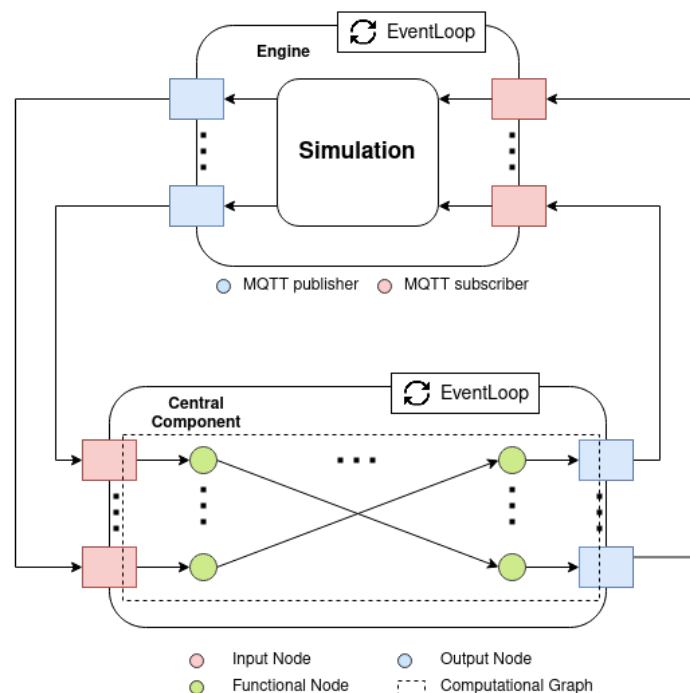 EventLoop
Engine
Simulation
MQTT publisher
MQTT subscriber
EventLoop
Central
Component
Input Node
Output Node
Functional Node
Computational Graph